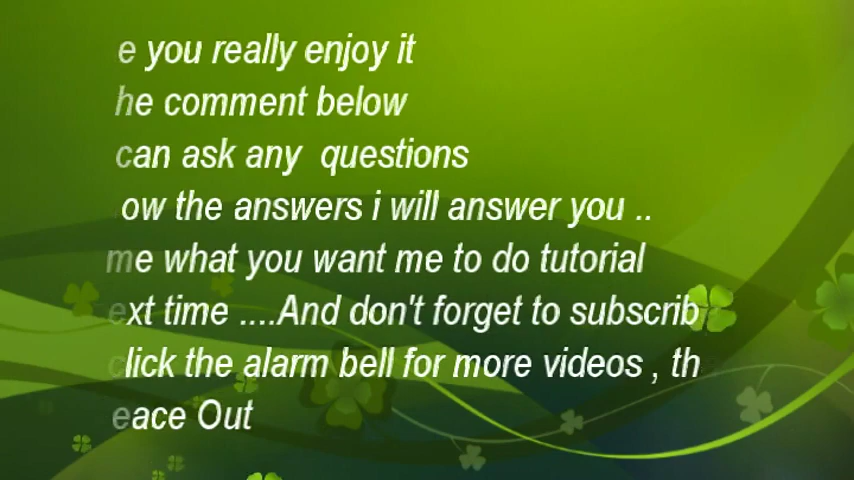 e you really enjoy it
he comment below
can ask any questions
ow the answers i will answer you ..
me what you want me to do tutorial
ext time ....And don't forget to subscrib
click the alarm bell for more videos , th
eace Out